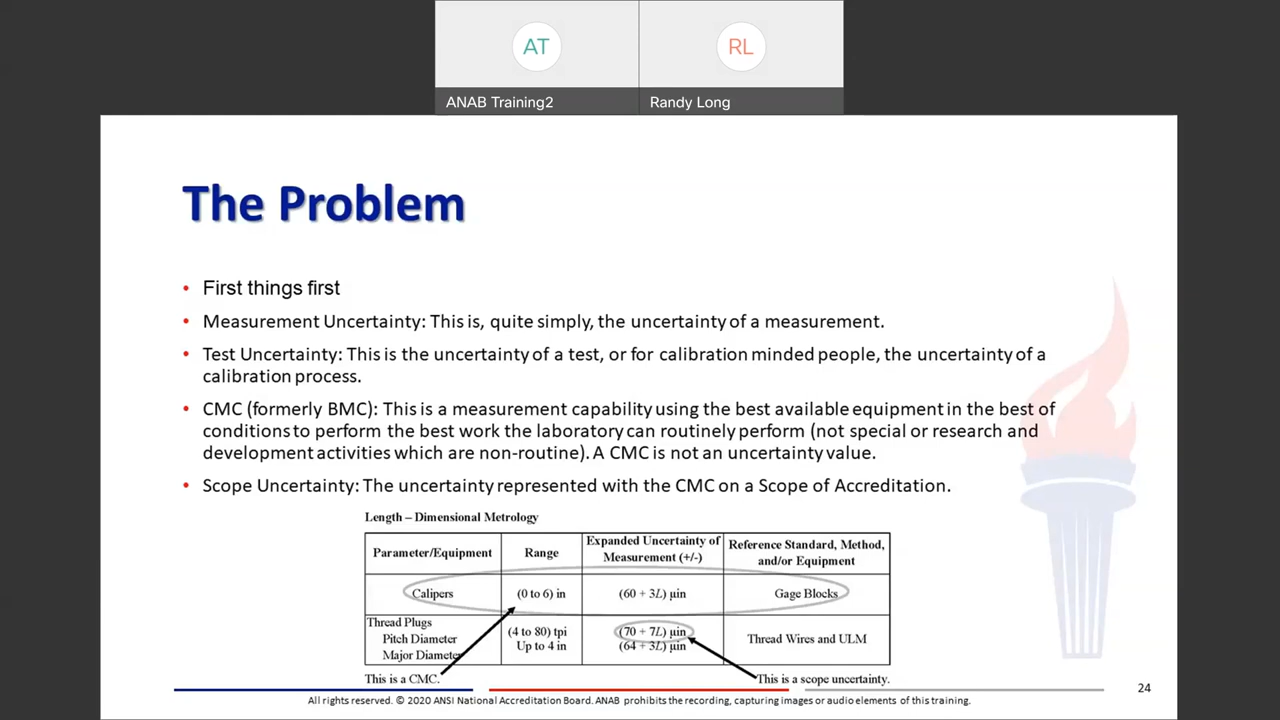 AT
RL
ANAB Training2
Randy Long
The Problem
• First things first
• Measurement Uncertainty: This is, quite simply, the uncertainty of a measurement.
• Test Uncertainty: This is the uncertainty of a test, or for calibration minded people, the uncertainty of a
calibration process.
• CMC (formerly BMC): This is a measurement capability using the best available equipment in the best of
conditions to perform the best work the laboratory can routinely perform (not special or research and
development activities which are non-routine). A CMC is not an uncertainty value.
• Scope Uncertainty: The uncertainty represented with the CMC on a Scope of Accreditation.
Length – Dimensional Metrology
Parameter/Equipment
Range
Expanded Uncertainty of
Measurement (+/-)
Reference Standard, Method,
and/or Equipment
Calipers
(0 to 6) in
(60 + 3L) µin
Gage Blocks
Thread Plugs
Pitch Diameter
Major Diameter
(4 to 80) tpi
Up to 4 in
(70 + 7L) µin
(64 + 3L) µin
Thread Wires and ULM
This is a CMC.
This is a scope uncertainty.
24
All rights reserved. © 2020 ANSI National Accreditation Board. ANAB prohibits the recording, capturing images or audio elements of this training.